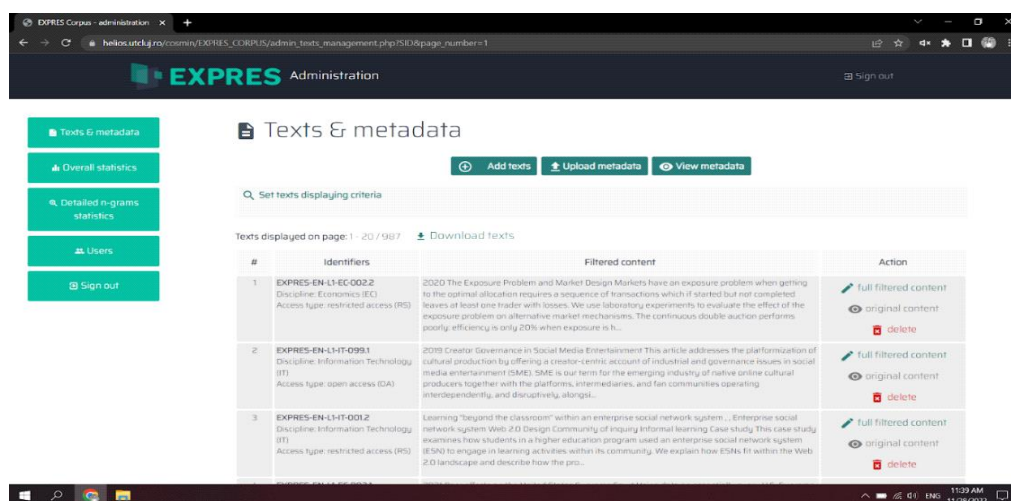 EXPRES Corpus - administration
helios.utcluj.ro/cosmin/EXPRES_CORPUS/admin_texts_management.php?SID&page_number=1
EXPRES Administration
Sign out
Texts & metadata
Overall statistics
Detailed n-grams
statistics
Users
Sign out
Texts & metadata
Add texts
Upload metadata
View metadata
Set texts displaying criteria
Texts displayed on page: 1 - 20 / 987
Download texts
# Identifiers Filtered content Action
1
EXPRES-EN-L1-EC-002.2
Discipline: Economics (EC)
Access type: restricted access (RS)
2020 The Exposure Problem and Market Design Markets have an exposure problem when getting
to the optimal allocation requires a sequence of transactions which if started but not completed
leaves at least one trader with losses. We use laboratory experiments to evaluate the effect of the
exposure problem on alternative market mechanisms. The continuous double auction performs
poorly: efficiency is only 20% when exposure is h...
full filtered content
original content
delete
2
EXPRES-EN-L1-IT-099.1
Discipline: Information Technology
(IT)
Access type: open access (OA)
2019 Creator Governance in Social Media Entertainment This article addresses the platformization of
cultural production by offering a creator-centric account of industrial and governance issues in social
media entertainment (SME). SME is our term for the emerging industry of native online cultural
producers together with the platforms, intermediaries, and fan communities operating
interdependently, and disruptively, alongsi...
full filtered content
original content
delete
3
EXPRES-EN-L1-IT-001.2
Discipline: Information Technology
(IT)
Access type: restricted access (RS)
Learning "beyond the classroom" within an enterprise social network system , . Enterprise social
network system Web 2.0 Design Community of inquiry Informal learning Case study This case study
examines how students in a higher education program used an enterprise social network system
(ESN) to engage in learning activities within its community. We explain how ESNs fit within the Web
2.0 landscape and describe how the pro...
full filtered content
original content
delete
ENG
11:39 AM